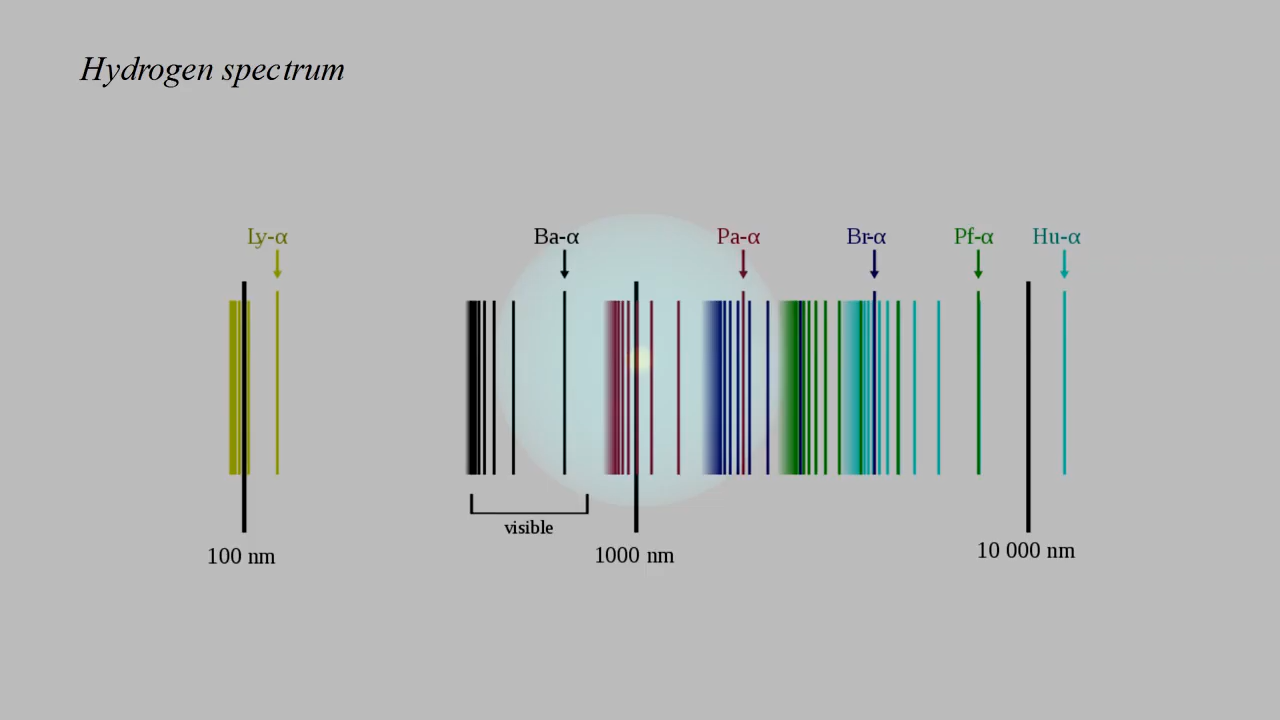 Hydrogen spectrum
Ly-α
Ba-α
Pa-α
Br-α
Pf-α
Hu-α
visible
100 nm
1000 nm
10 000 nm